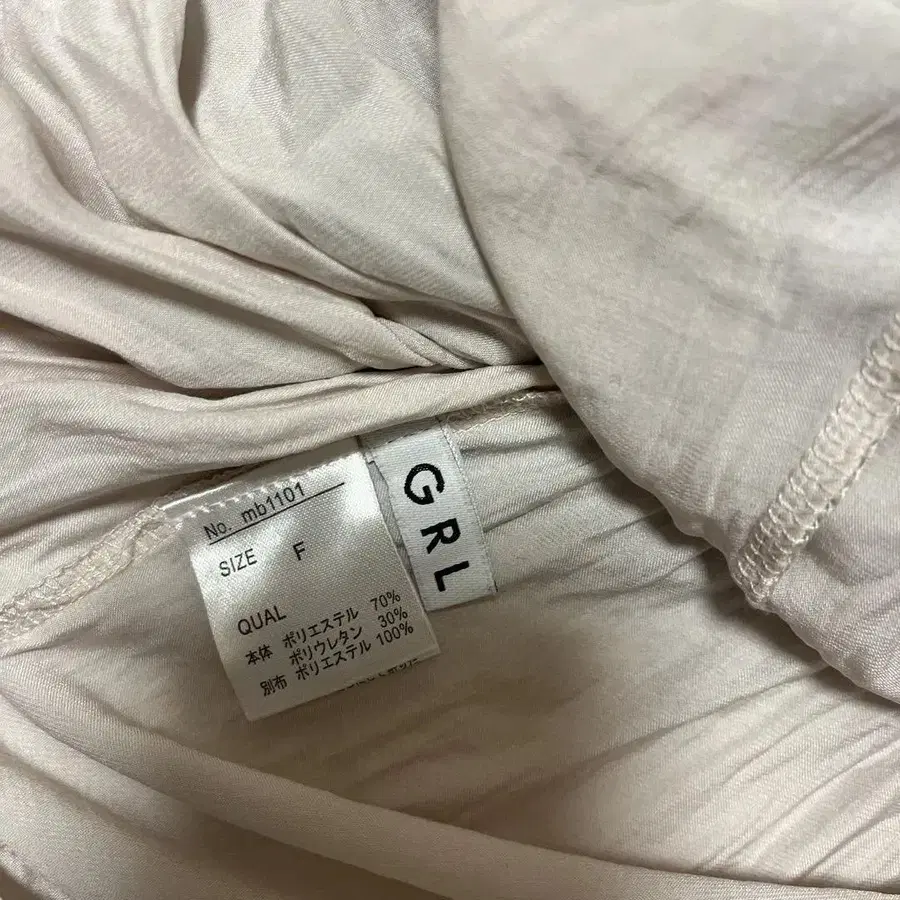 No. mb1101
SIZE F
QUAL
本体 ポリエステル 70%
ポリウレタン 30%
別布 ポリエステル 100%
GRL